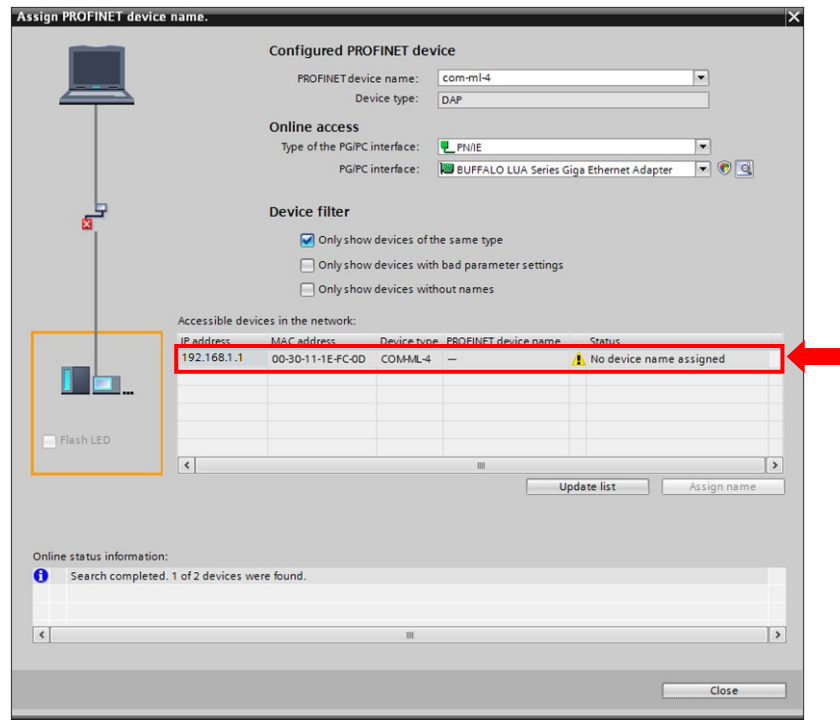 Assign PROFINET device name.
Configured PROFINET device
PROFINET device name: com-ml-4
Device type: DAP
Online access
Type of the PG/PC interface: PN/IE
PG/PC interface: BUFFALO LUA Series Giga Ethernet Adapter
Device filter
Only show devices of the same type
Only show devices with bad parameter settings
Only show devices without names
Accessible devices in the network:
IP address MAC address Device type PROFINET device name Status
192.168.1.1 00-30-11-1E-FC-0D COM-ML-4 — No device name assigned
...
Flash LED
Update list Assign name
Online status information:
Search completed. 1 of 2 devices were found.
Close